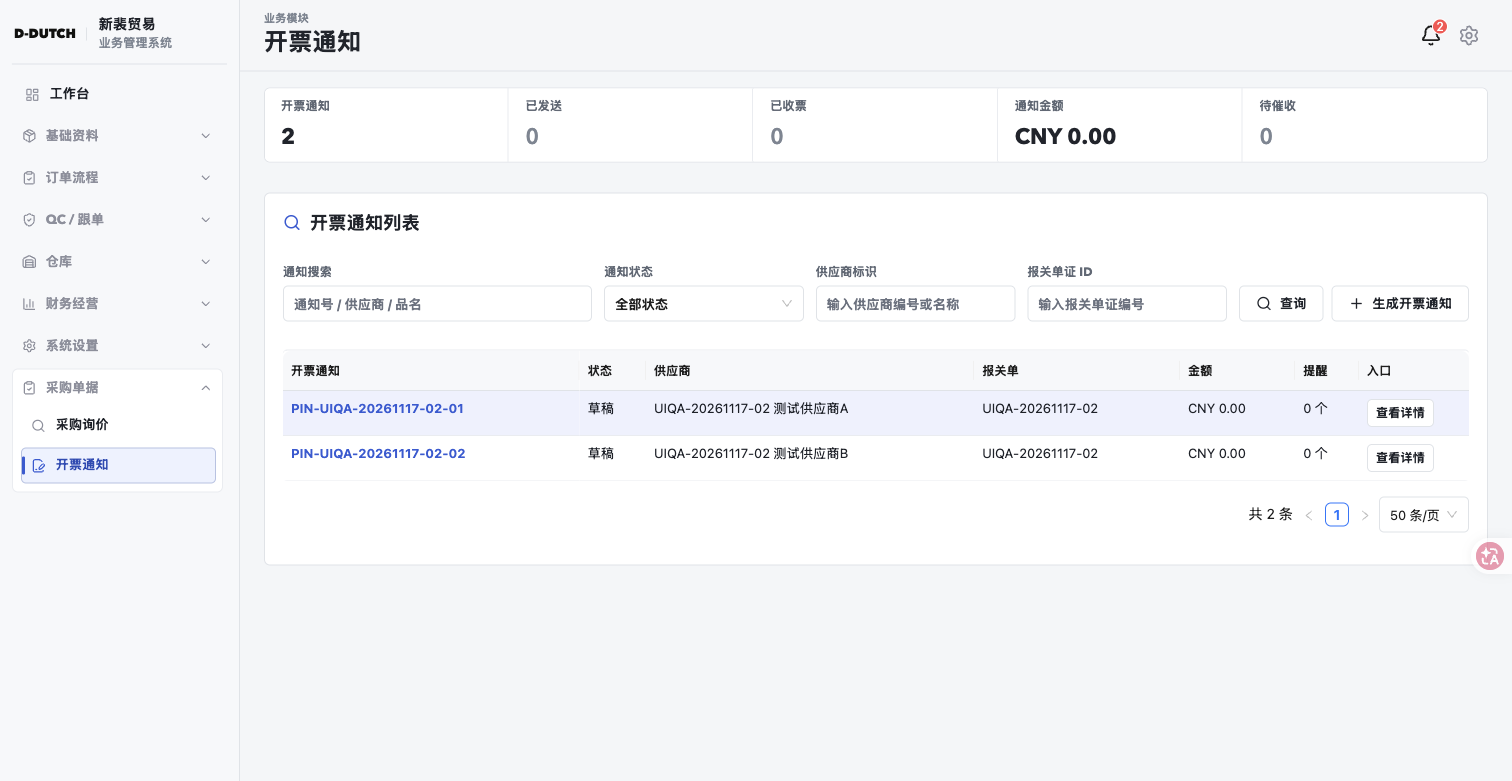 D-DUTCH
新装贸易
业务管理系统
工作台
基础资料
订单流程
QC / 跟单
仓库
财务经营
系统设置
采购单据
采购询价
开票通知
业务模块
开票通知
2
开票通知
2
已发送
0
已收票
0
通知金额
CNY 0.00
待催收
0
开票通知列表
通知搜索
通知号 / 供应商 / 品名
通知状态
全部状态
供应商标识
输入供应商编号或名称
报关单证 ID
输入报关单证编号
查询
生成开票通知
开票通知 状态 供应商 报关单 金额 提醒 入口
PIN-UIQA-20261117-02-01 草稿 UIQA-20261117-02 测试供应商A UIQA-20261117-02 CNY 0.00 0 个 查看详情
PIN-UIQA-20261117-02-02 草稿 UIQA-20261117-02 测试供应商B UIQA-20261117-02 CNY 0.00 0 个 查看详情
共 2 条 1 50 条/页